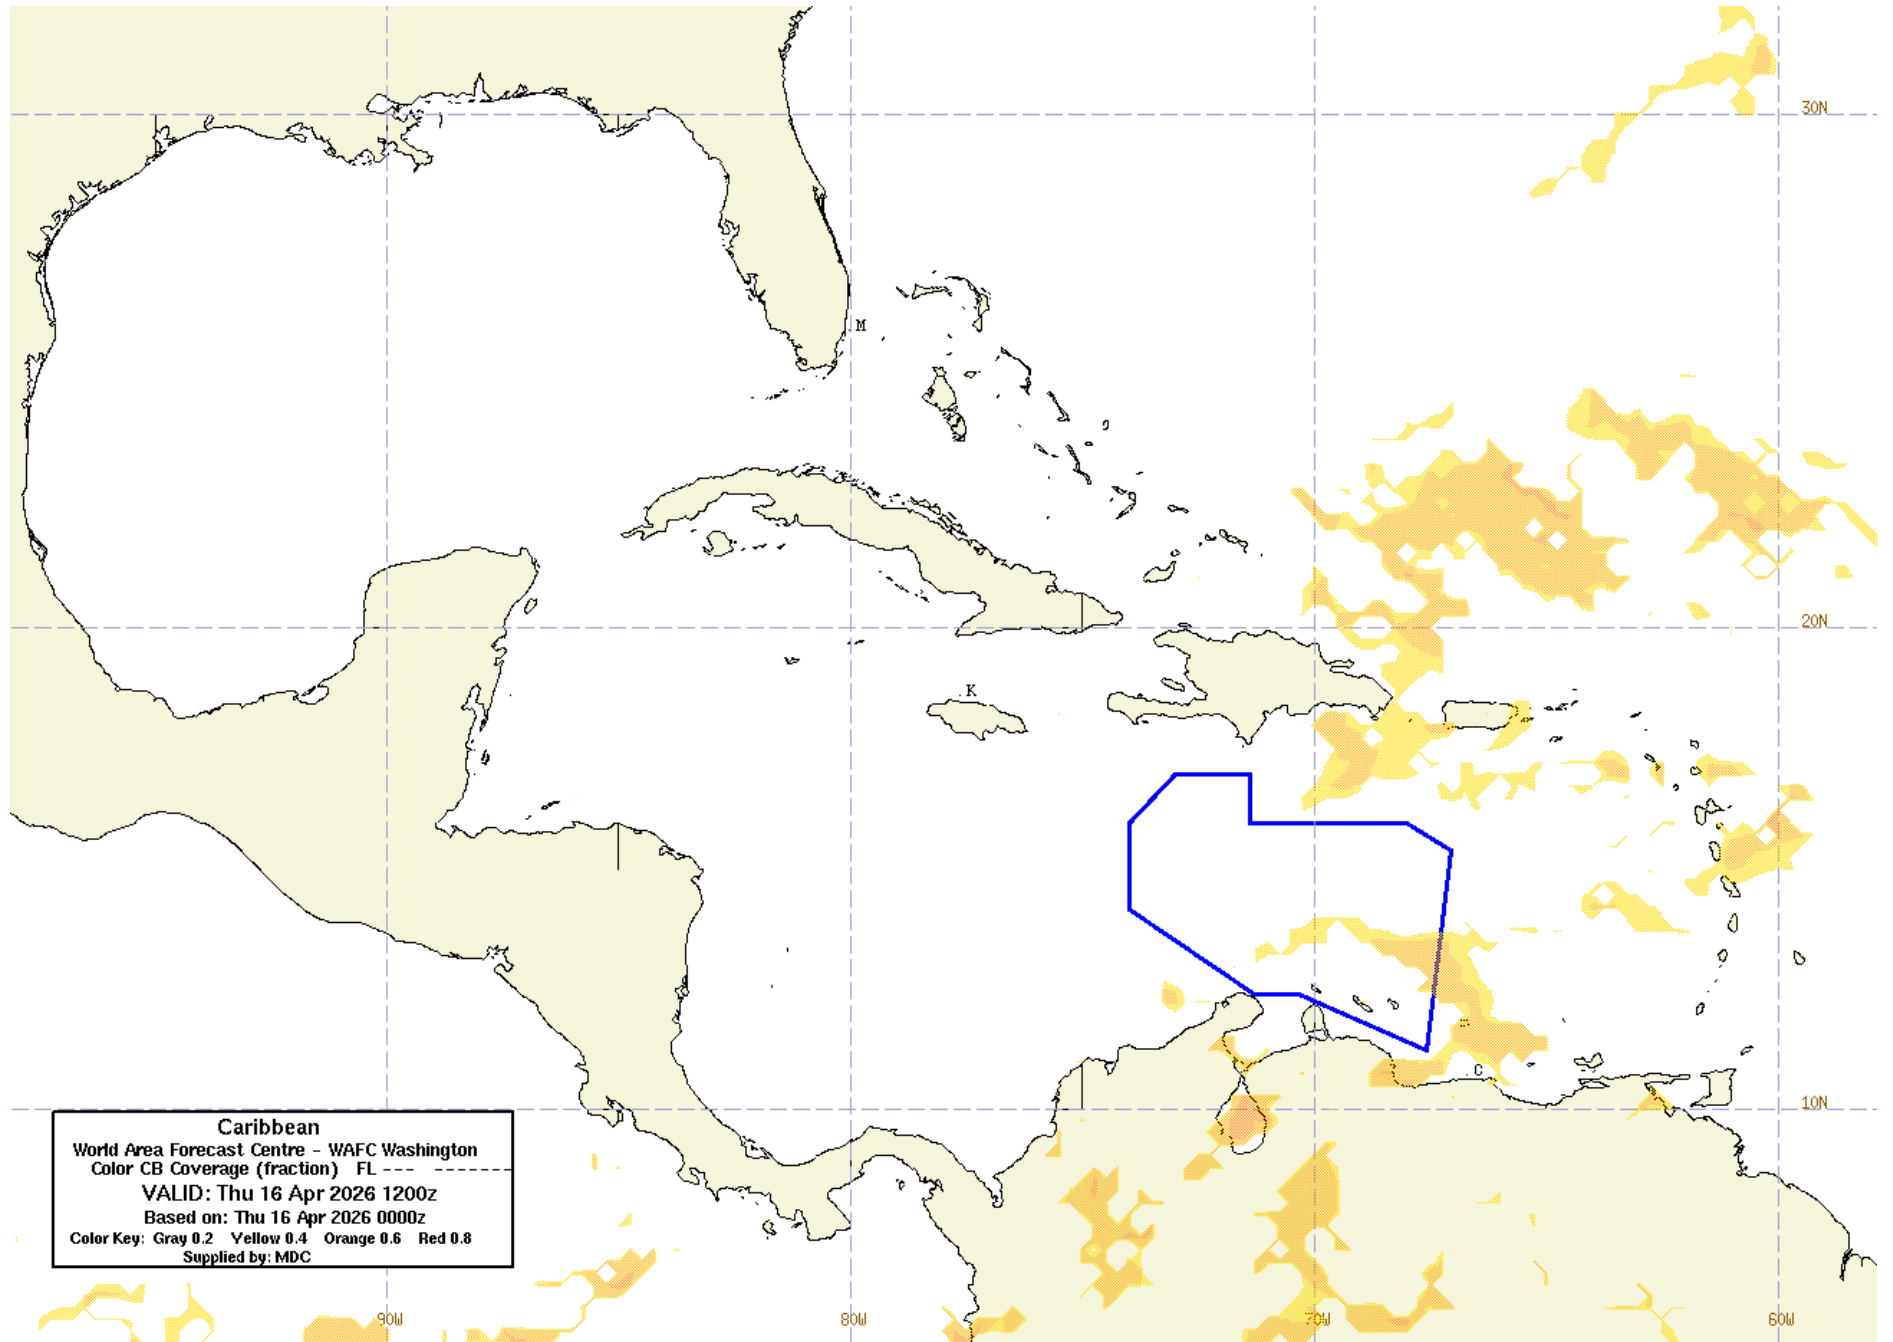 30N
M
20N
K
C
10N
Caribbean
World Area Forecast Centre - WAFC Washington
Color CB Coverage (fraction) FL --- -------
VALID: Thu 16 Apr 2026 1200z
Based on: Thu 16 Apr 2026 0000z
Color Key: Gray 0.2 Yellow 0.4 Orange 0.6 Red 0.8
Supplied by: MDC
90W 80W 70W 60W